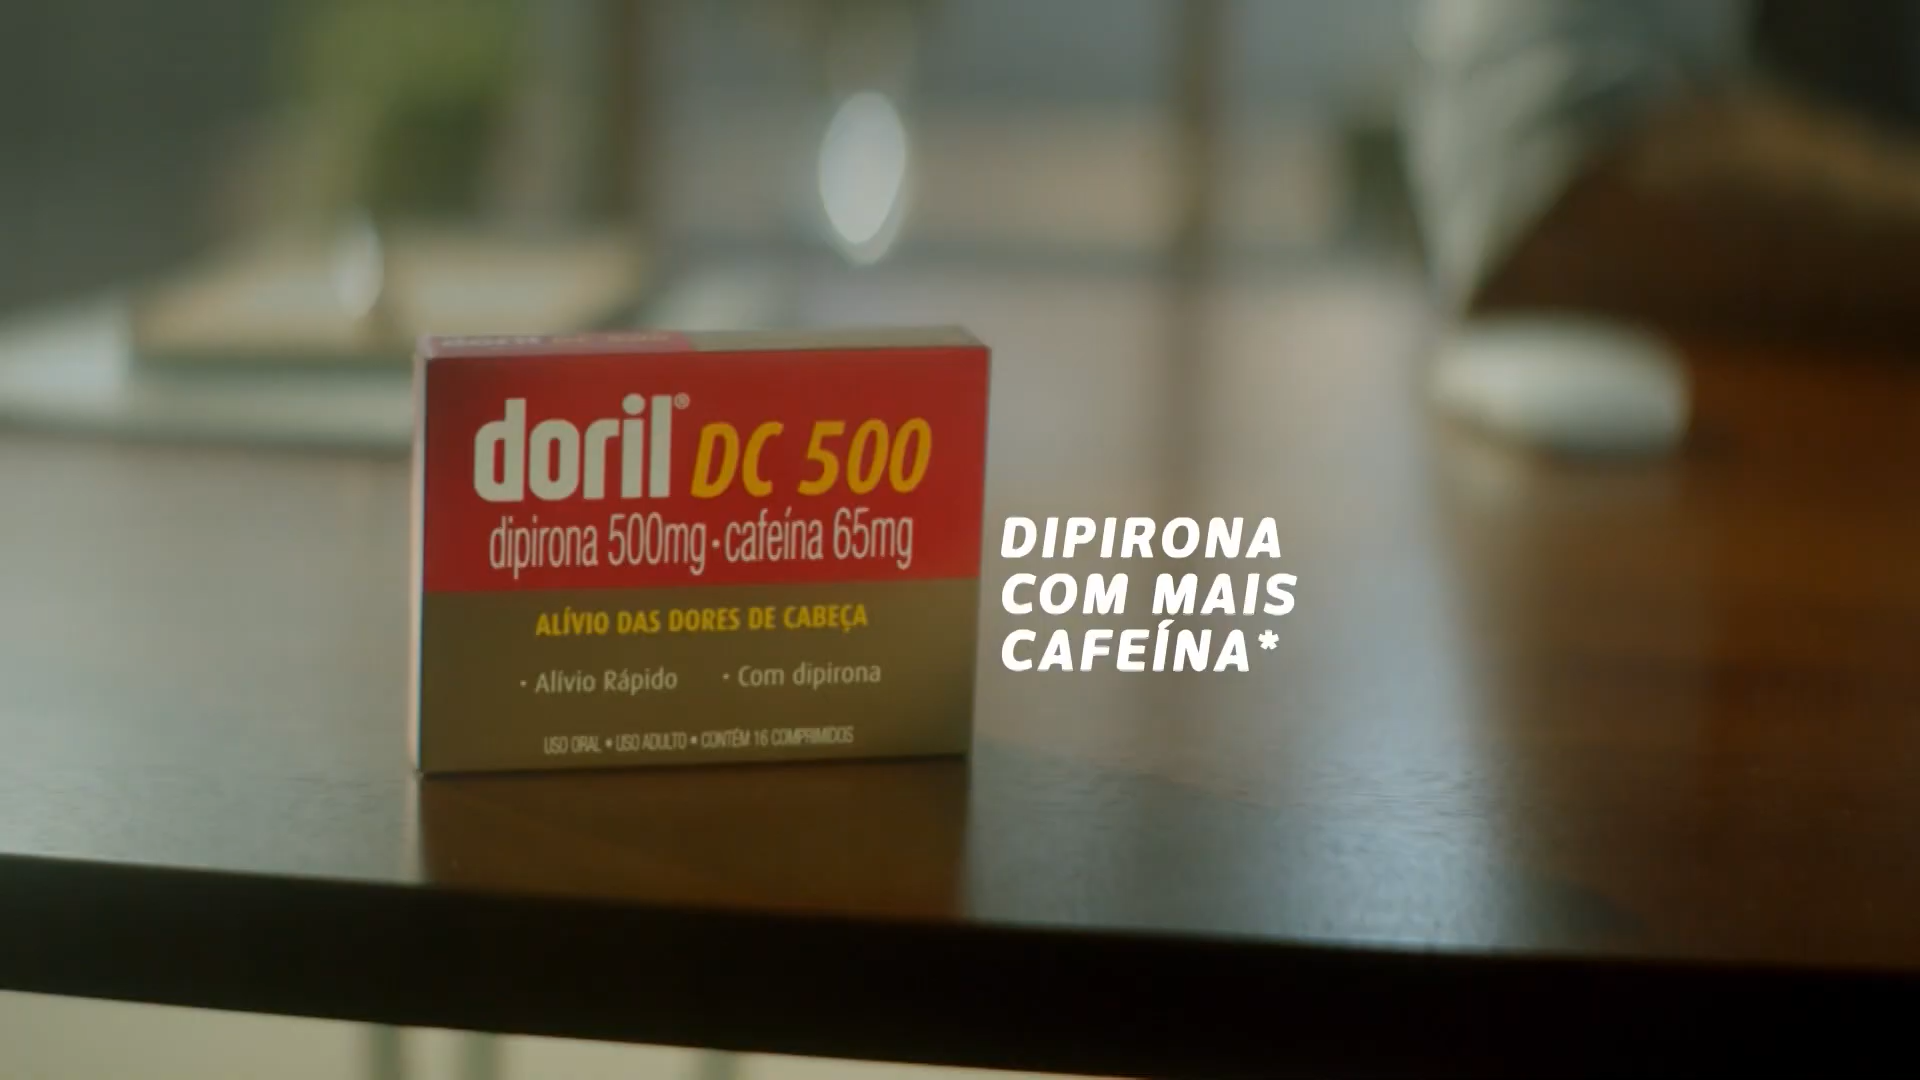 doril® DC 500
dipirona 500mg • cafeína 65mg
ALÍVIO DAS DORES DE CABEÇA
• Alívio Rápido • Com dipirona
USO ORAL • USO ADULTO • CONTÉM 16 COMPRIMIDOS
DIPIRONA
COM MAIS
CAFEÍNA*